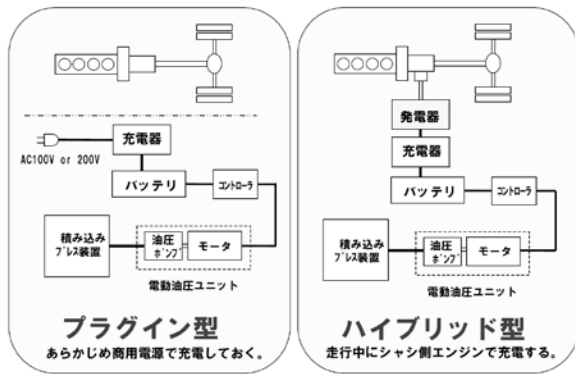 充電器
AC100V or 200V
バッテリ
コントローラ
積み込み
プレス装置
油圧
ポンプ
モータ
電動油圧ユニット
プラグイン型
あらかじめ商用電源で充電しておく。
発電器
充電器
バッテリ
コントローラ
積み込み
プレス装置
油圧
ポンプ
モータ
電動油圧ユニット
ハイブリッド型
走行中にシャシ側エンジンで充電する。